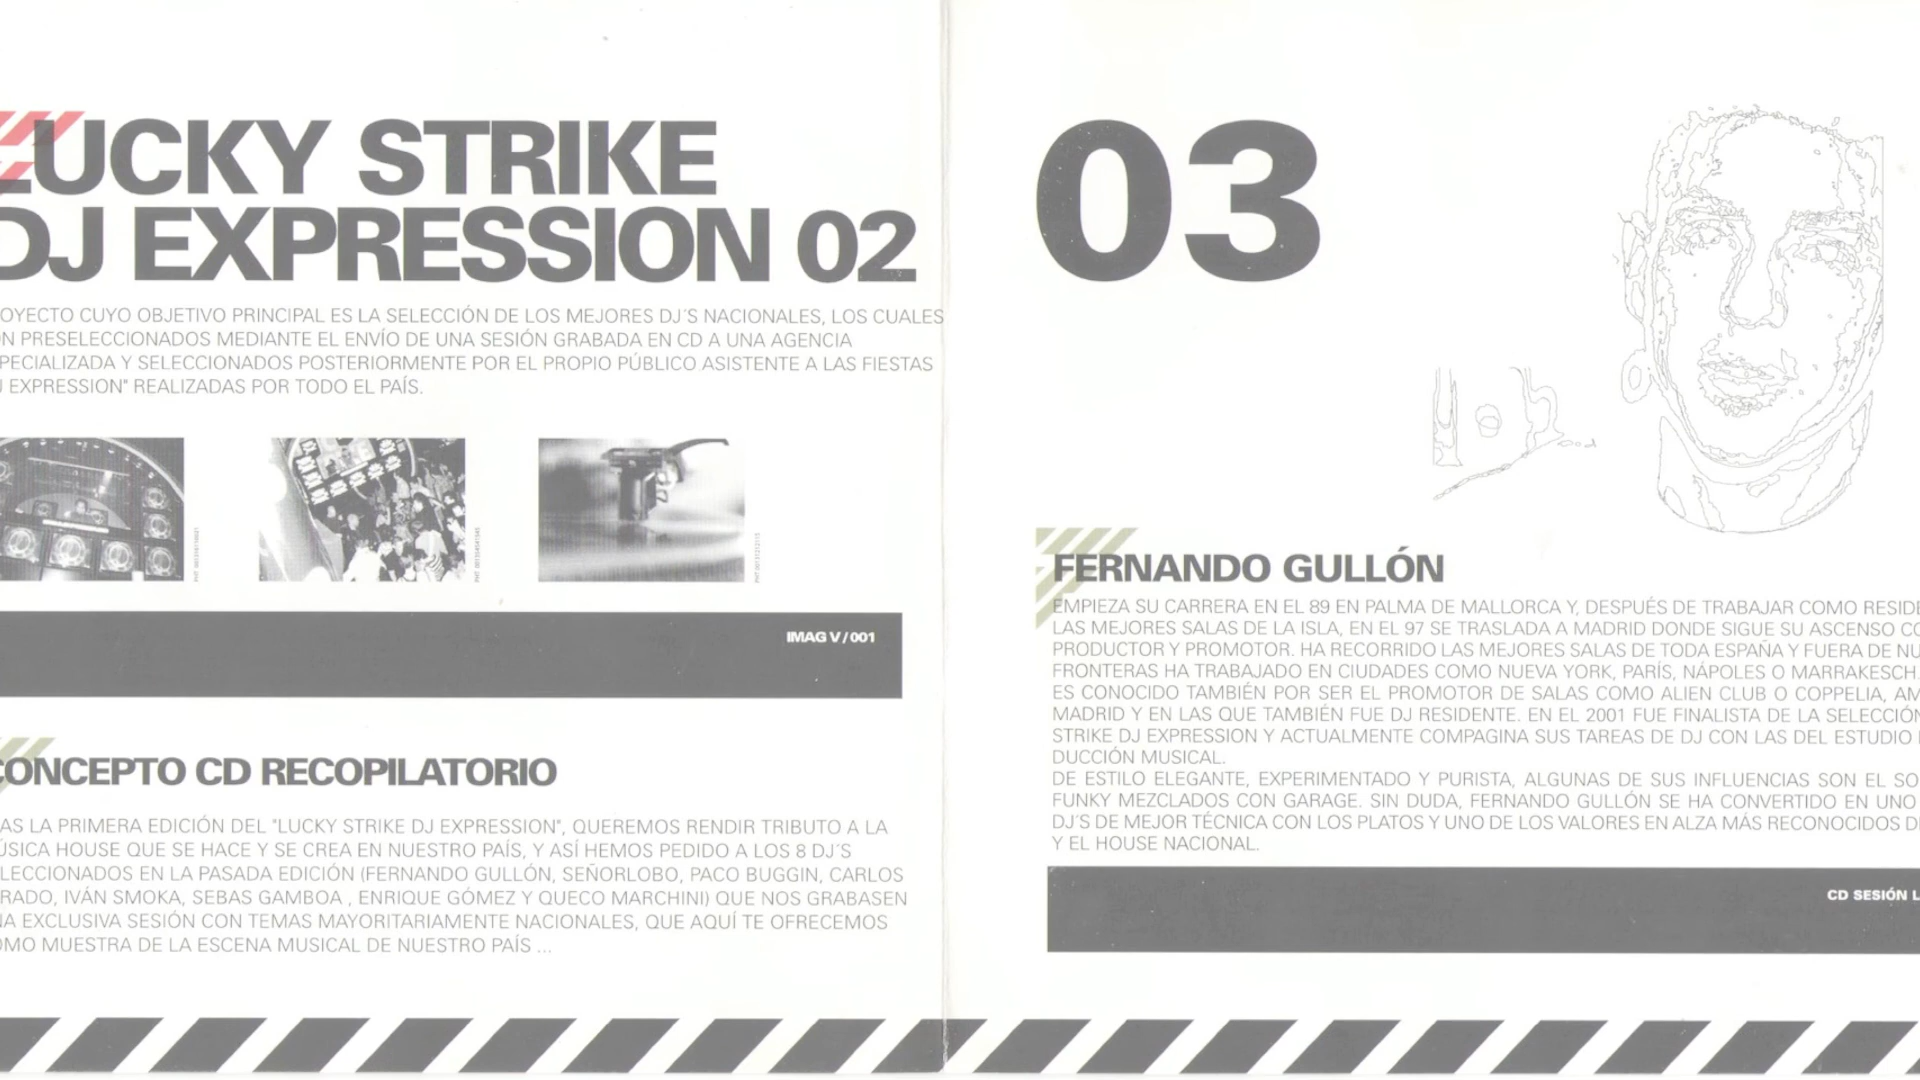 LUCKY STRIKE
DJ EXPRESSION 02
OYECTO CUYO OBJETIVO PRINCIPAL ES LA SELECCIÓN DE LOS MEJORES DJ´S NACIONALES, LOS CUALES
N PRESELECCIONADOS MEDIANTE EL ENVÍO DE UNA SESIÓN GRABADA EN CD A UNA AGENCIA
PECIALIZADA Y SELECCIONADOS POSTERIORMENTE POR EL PROPIO PÚBLICO ASISTENTE A LAS FIESTAS
J EXPRESSION" REALIZADAS POR TODO EL PAÍS.
IMAG V / 001
CONCEPTO CD RECOPILATORIO
AS LA PRIMERA EDICIÓN DEL "LUCKY STRIKE DJ EXPRESSION", QUEREMOS RENDIR TRIBUTO A LA
ÚSICA HOUSE QUE SE HACE Y SE CREA EN NUESTRO PAÍS, Y ASÍ HEMOS PEDIDO A LOS 8 DJ´S
LECCIONADOS EN LA PASADA EDICIÓN (FERNANDO GULLÓN, SEÑORLOBO, PACO BUGGIN, CARLOS
RADO, IVÁN SMOKA, SEBAS GAMBOA , ENRIQUE GÓMEZ Y QUECO MARCHINI) QUE NOS GRABASEN
NA EXCLUSIVA SESIÓN CON TEMAS MAYORITARIAMENTE NACIONALES, QUE AQUÍ TE OFRECEMOS
OMO MUESTRA DE LA ESCENA MUSICAL DE NUESTRO PAÍS ...
03
FERNANDO GULLÓN
EMPIEZA SU CARRERA EN EL 89 EN PALMA DE MALLORCA Y, DESPUÉS DE TRABAJAR COMO RESIDE
LAS MEJORES SALAS DE LA ISLA, EN EL 97 SE TRASLADA A MADRID DONDE SIGUE SU ASCENSO CO
PRODUCTOR Y PROMOTOR. HA RECORRIDO LAS MEJORES SALAS DE TODA ESPAÑA Y FUERA DE NU
FRONTERAS HA TRABAJADO EN CIUDADES COMO NUEVA YORK, PARÍS, NÁPOLES O MARRAKESCH.
ES CONOCIDO TAMBIÉN POR SER EL PROMOTOR DE SALAS COMO ALIEN CLUB O COPPELIA, AM
MADRID Y EN LAS QUE TAMBIÉN FUE DJ RESIDENTE. EN EL 2001 FUE FINALISTA DE LA SELECCIÓN
STRIKE DJ EXPRESSION Y ACTUALMENTE COMPAGINA SUS TAREAS DE DJ CON LAS DEL ESTUDIO
DUCCIÓN MUSICAL.
DE ESTILO ELEGANTE, EXPERIMENTADO Y PURISTA, ALGUNAS DE SUS INFLUENCIAS SON EL SO
FUNKY MEZCLADOS CON GARAGE. SIN DUDA, FERNANDO GULLÓN SE HA CONVERTIDO EN UNO
DJ´S DE MEJOR TÉCNICA CON LOS PLATOS Y UNO DE LOS VALORES EN ALZA MÁS RECONOCIDOS D
Y EL HOUSE NACIONAL.
CD SESIÓN L